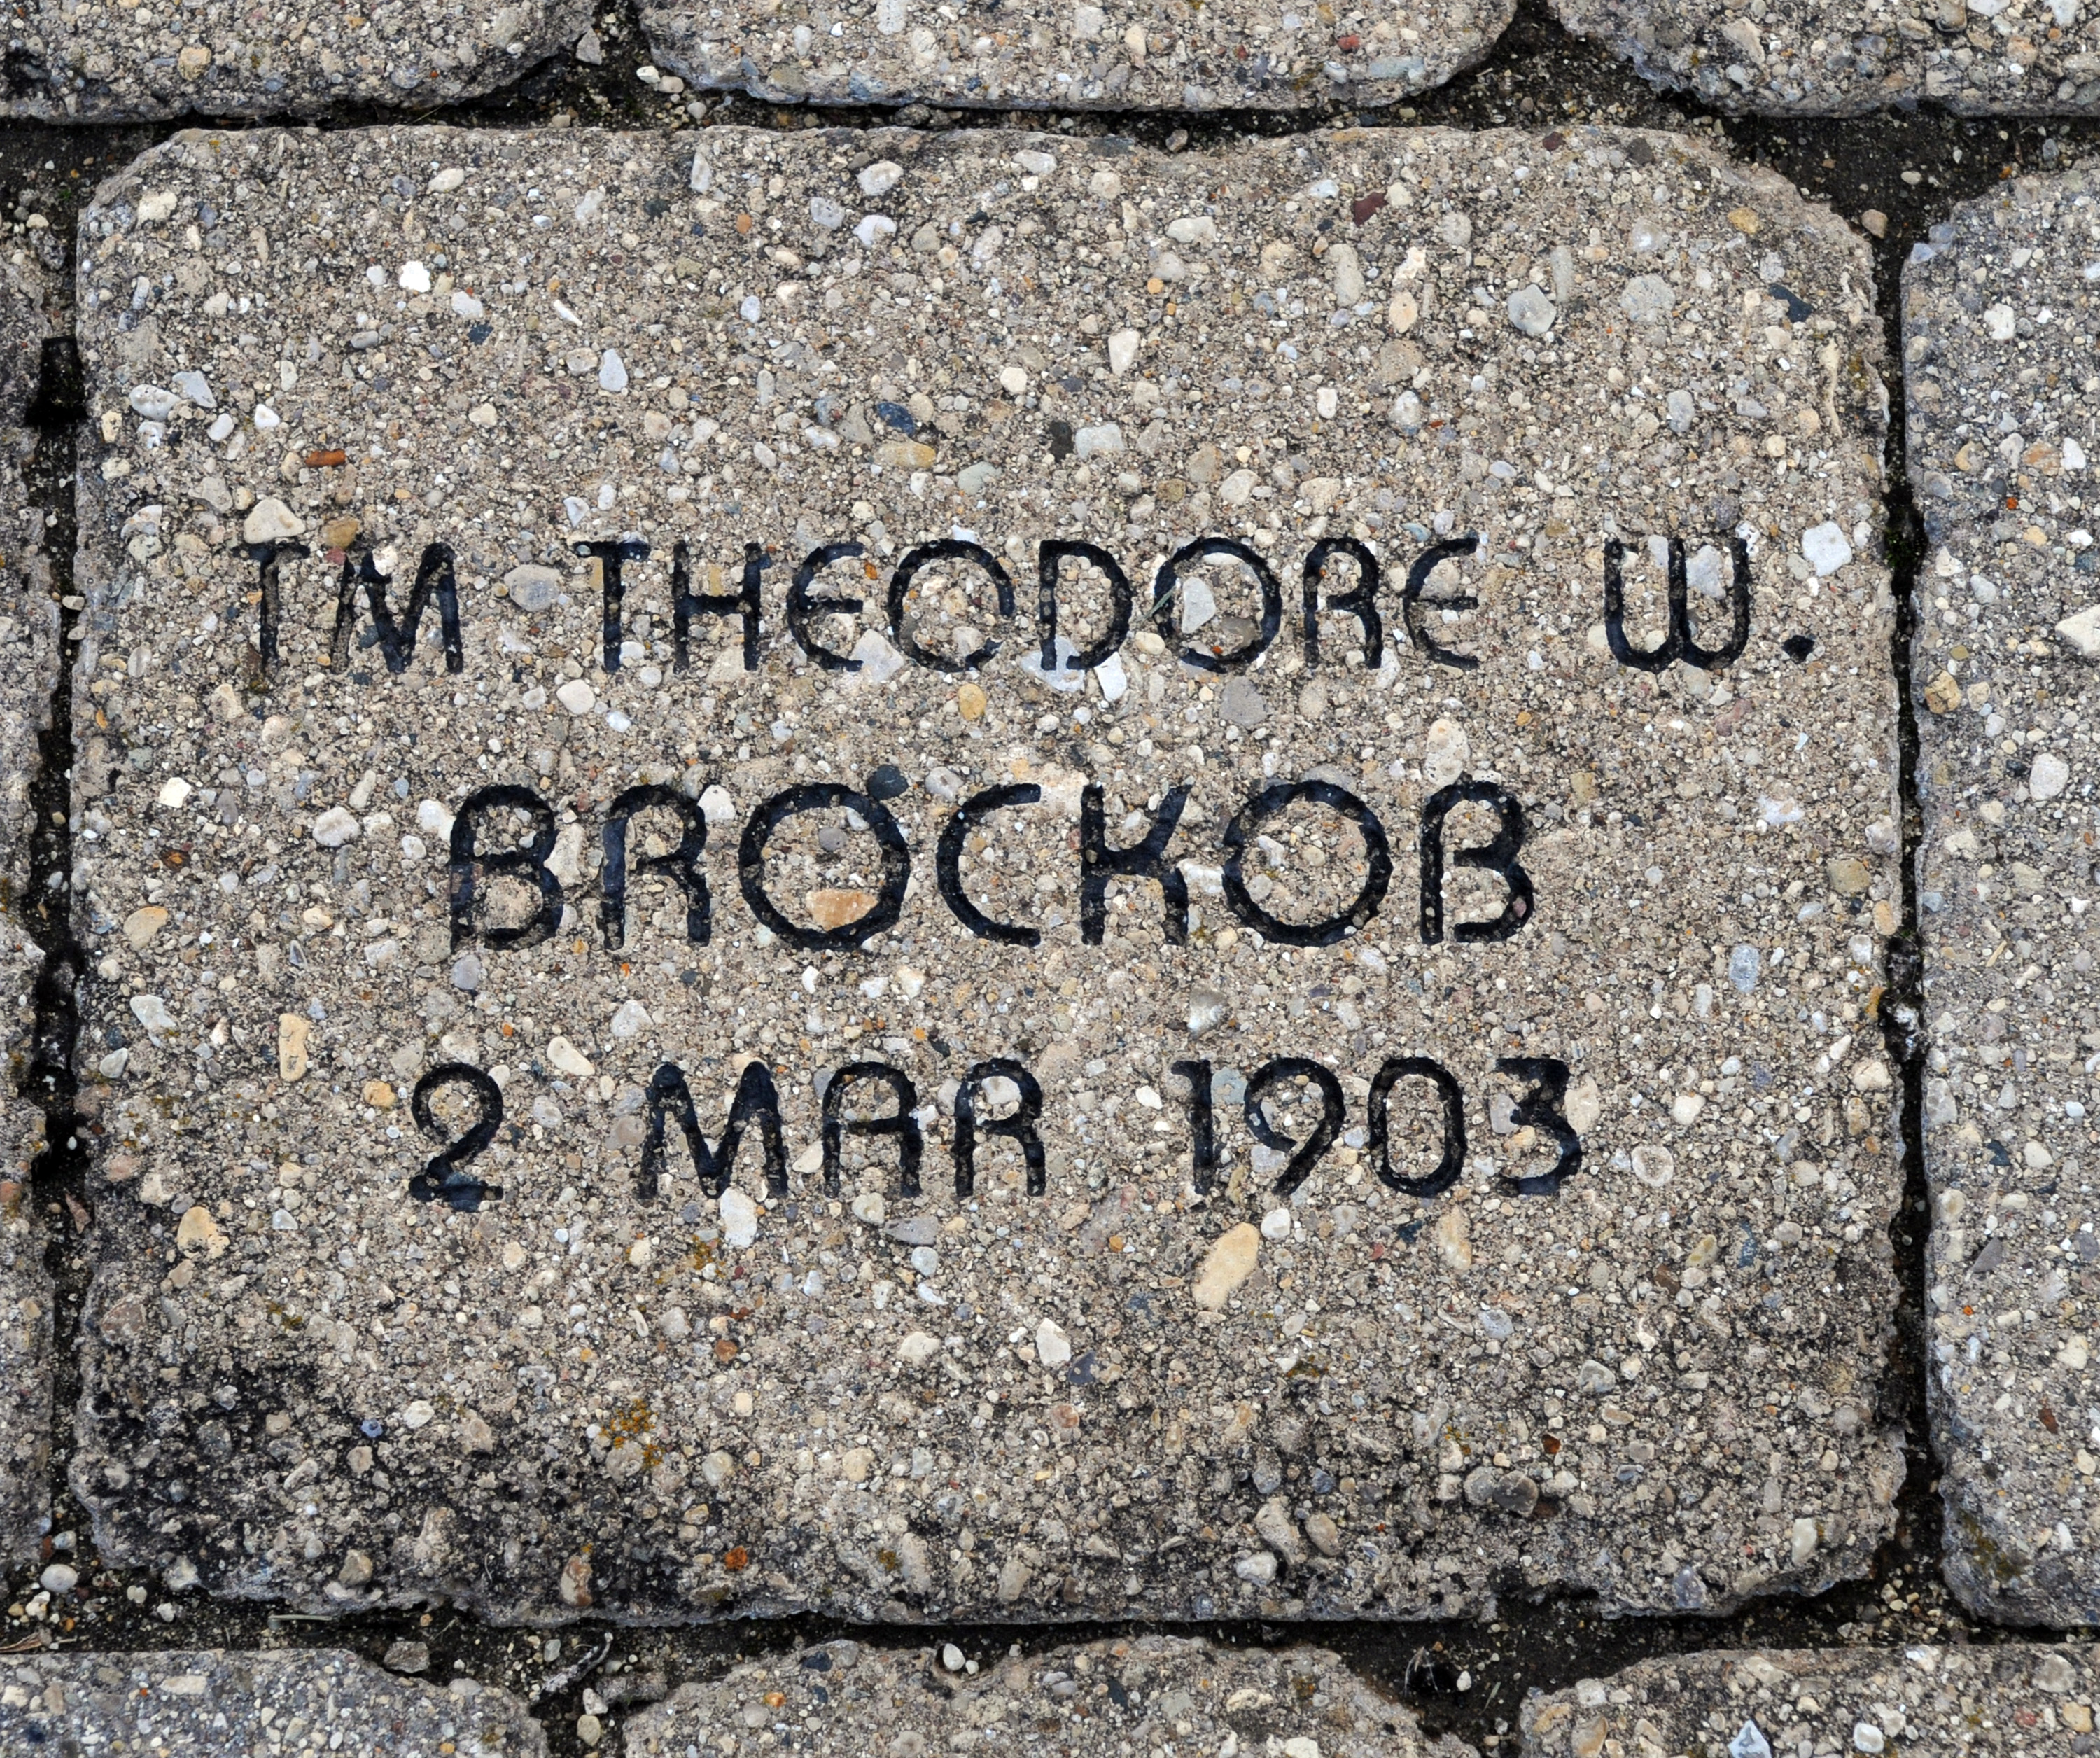 TM THEODORE W.
BROCKOB
2 MAR 1903